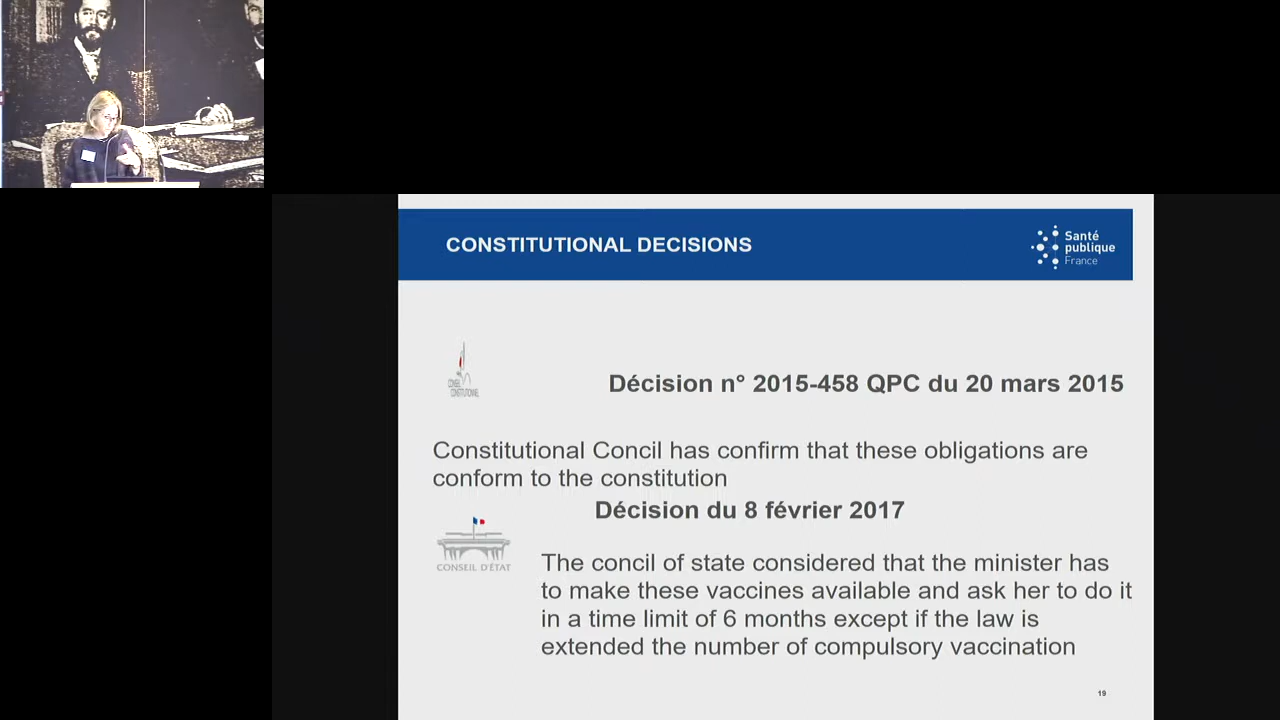 CONSTITUTIONAL DECISIONS
Santé
publique
France
Décision n° 2015-458 QPC du 20 mars 2015
CONSEIL
CONSTITUTIONNEL
Constitutional Concil has confirm that these obligations are
conform to the constitution
Décision du 8 février 2017
CONSEIL D'ÉTAT
The concil of state considered that the minister has
to make these vaccines available and ask her to do it
in a time limit of 6 months except if the law is
extended the number of compulsory vaccination
19